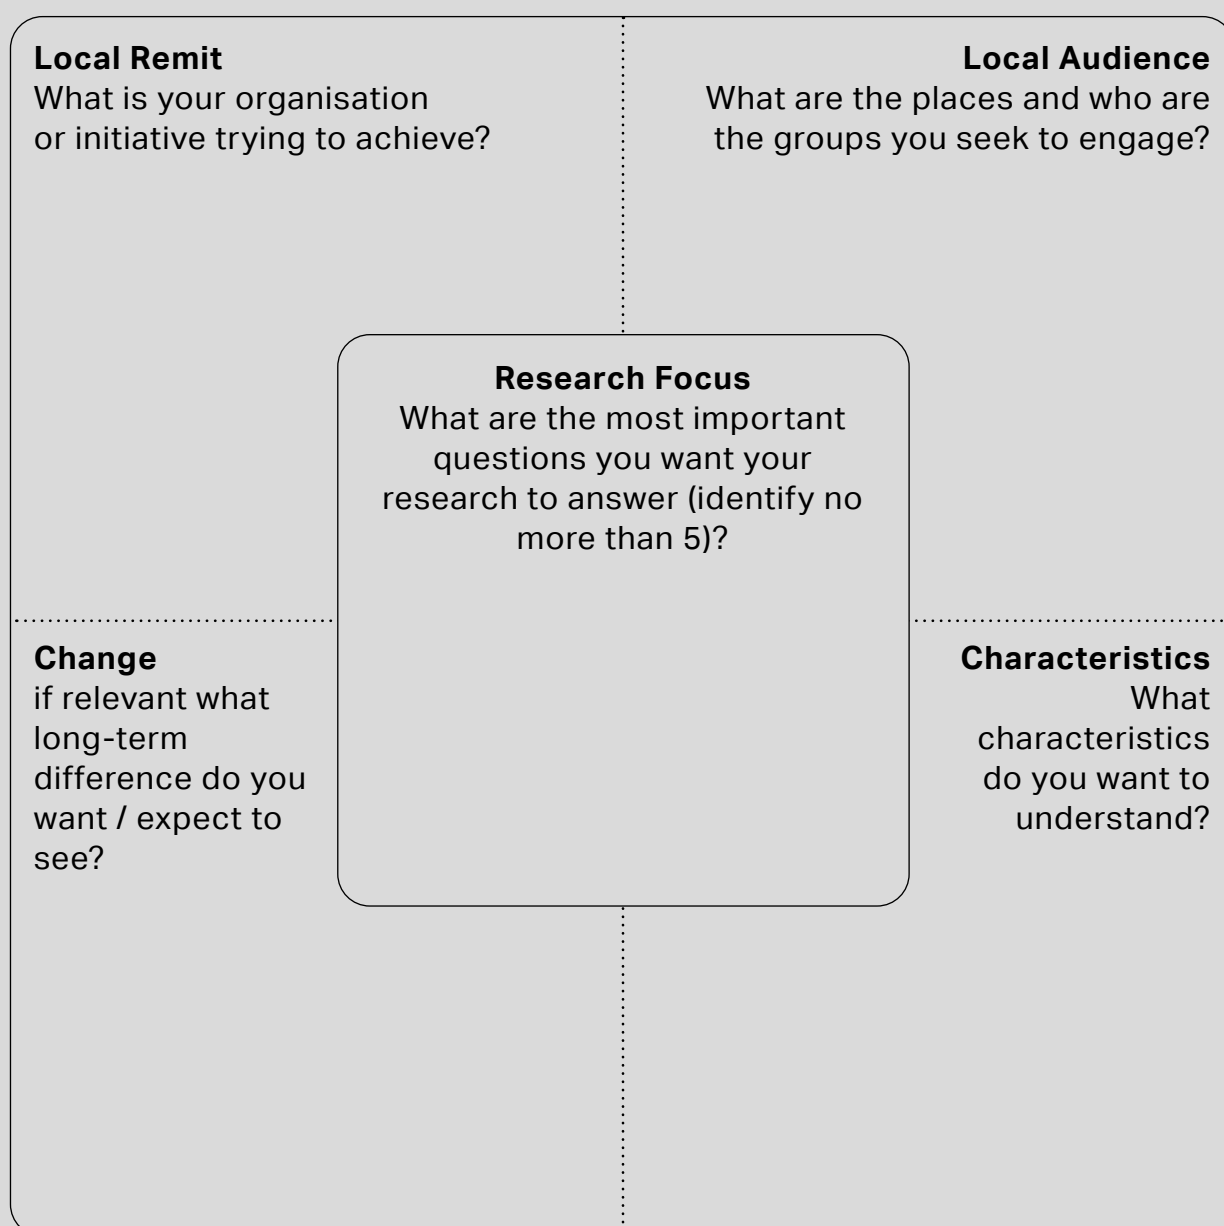 Local Remit
What is your organisation
or initiative trying to achieve?
Local Audience
What are the places and who are
the groups you seek to engage?
Research Focus
What are the most important
questions you want your
research to answer (identify no
more than 5)?
Change
if relevant what
long-term
difference do you
want / expect to
see?
Characteristics
What
characteristics
do you want to
understand?